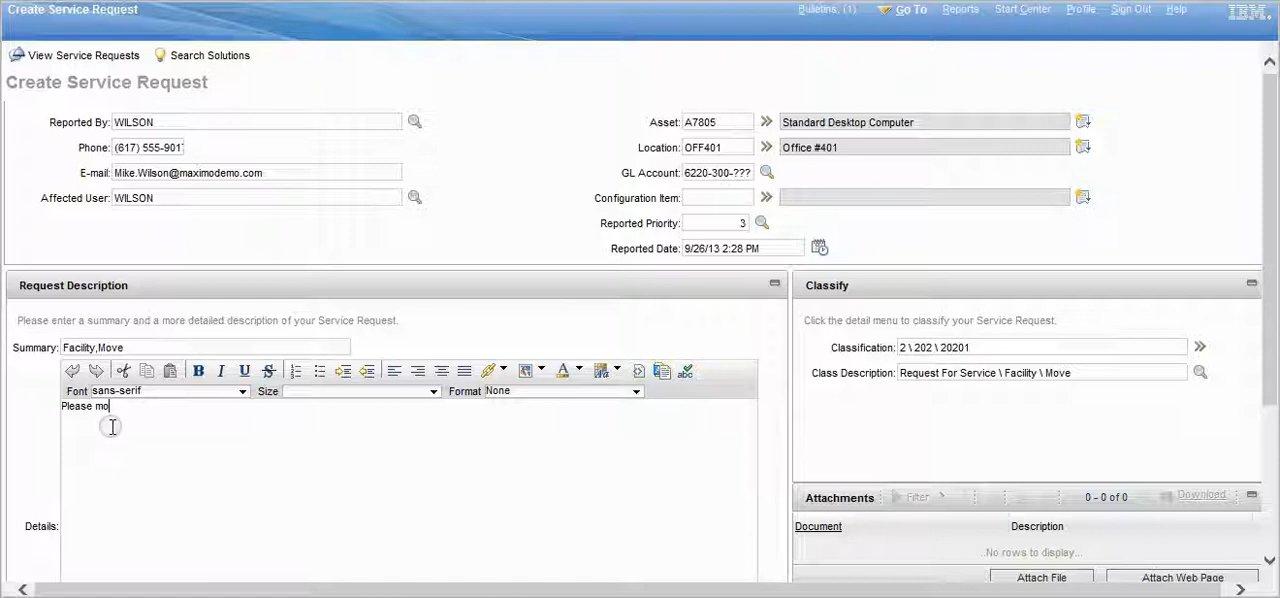 Create Service Request
Bulletins, (1) Go To Reports Start Center Profile Sign Out Help IBM.
View Service Requests Search Solutions
Create Service Request
Reported By: WILSON
Phone: (617) 555-901
E-mail: Mike.Wilson@maximodemo.com
Affected User: WILSON
Asset: A7805 Standard Desktop Computer
Location: OFF401 Office #401
GL Account: 6220-300-???
Configuration Item:
Reported Priority: 3
Reported Date: 9/26/13 2:28 PM
Request Description
Please enter a summary and a more detailed description of your Service Request.
Summary: Facility,Move
B I U S A abc
Font sans-serif Size Format None
Please mo
Details:
Classify
Click the detail menu to classify your Service Request.
Classification: 2 \ 202 \ 20201
Class Description: Request For Service \ Facility \ Move
Attachments Filter 0 - 0 of 0 Download
Document Description
No rows to display...
Attach File Attach Web Page